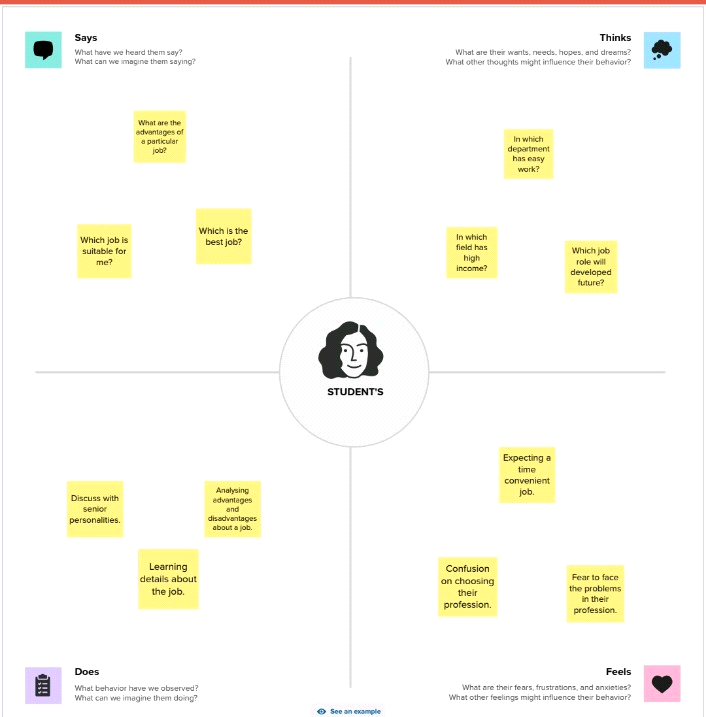 Says
What have we heard them say?
What can we imagine them saying?
Thinks
What are their wants, needs, hopes, and dreams?
What other thoughts might influence their behavior?
What are the
advantages of
a particular
job?
Which job is
suitable for
me?
Which is the
best job?
In which
department
has easy
work?
In which
field has
high
income?
Which job
role will
developed
future?
STUDENT'S
Discuss with
senior
personalities.
Analysing
advantages
and
disadvantages
about a job.
Learning
details about
the job.
Expecting a
time
convenient
job.
Confusion
on choosing
their
profession.
Fear to face
the problems
in their
profession.
Does
What behavior have we observed?
What can we imagine them doing?
Feels
What are their fears, frustrations, and anxieties?
What other feelings might influence their behavior?
See an example